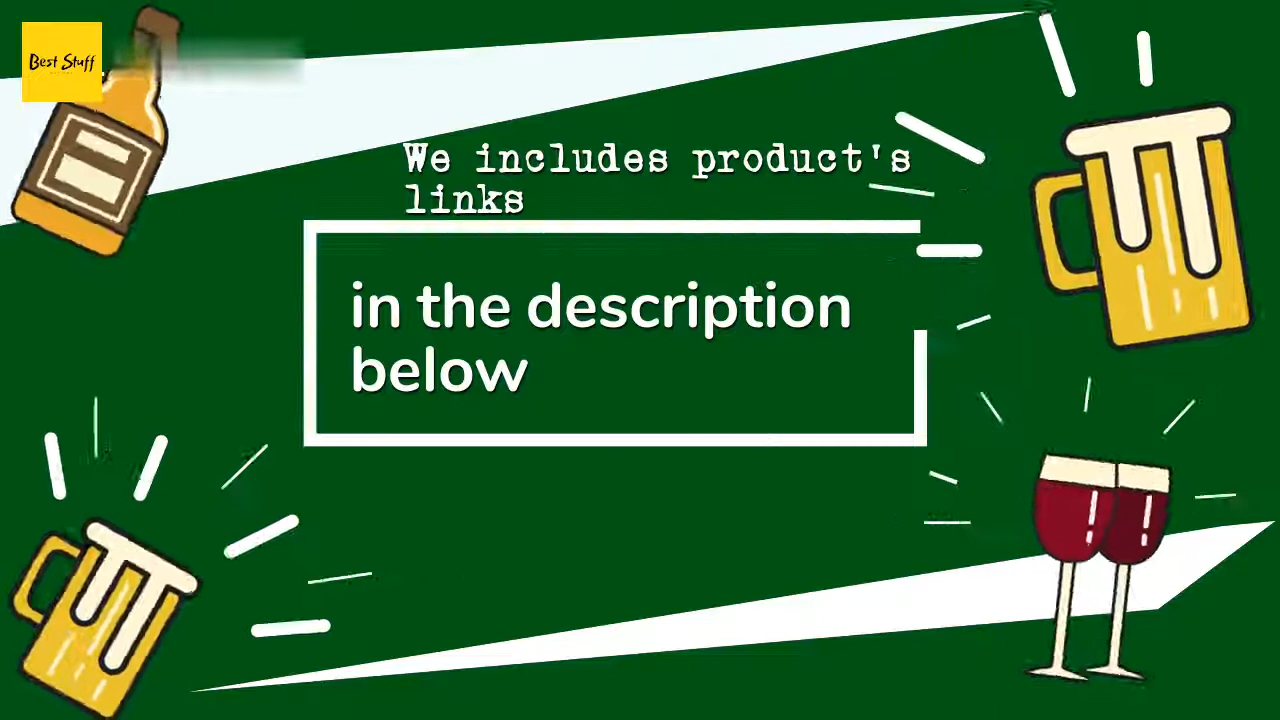 Best Stuff
We includes product's
links
in the description
below